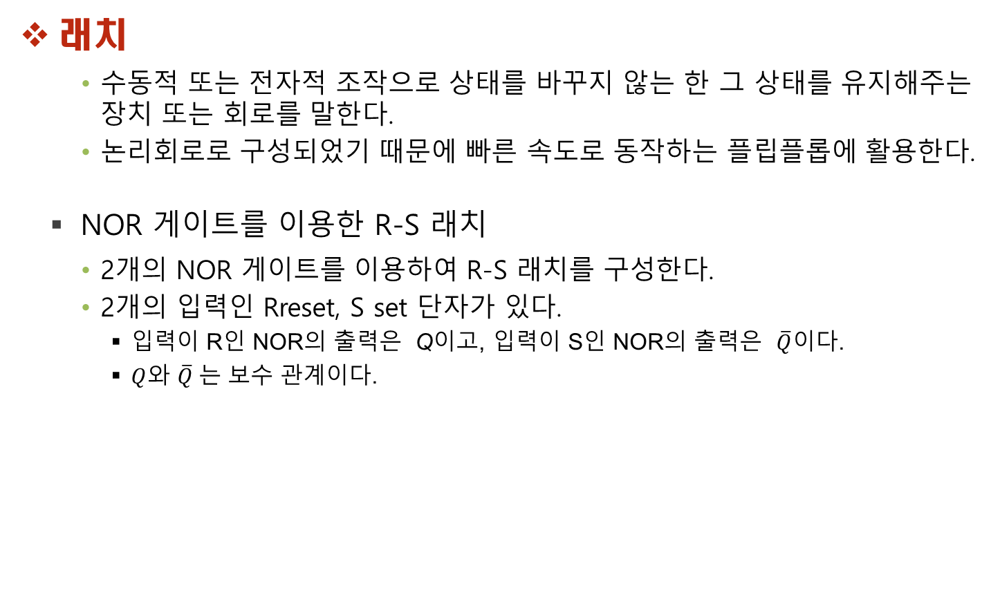 ❖ 래치
• 수동적 또는 전자적 조작으로 상태를 바꾸지 않는 한 그 상태를 유지해주는
장치 또는 회로를 말한다.
• 논리회로로 구성되었기 때문에 빠른 속도로 동작하는 플립플롭에 활용한다.
▪ NOR 게이트를 이용한 R-S 래치
• 2개의 NOR 게이트를 이용하여 R-S 래치를 구성한다.
• 2개의 입력인 Rreset, S set 단자가 있다.
▪ 입력이 R인 NOR의 출력은 Q이고, 입력이 S인 NOR의 출력은 Q̄이다.
▪ Q와 Q̄ 는 보수 관계이다.